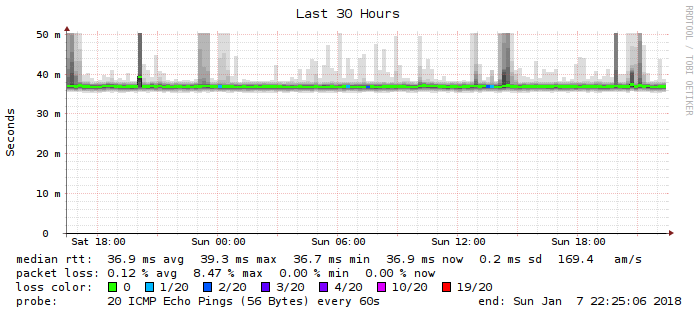 Last 30 Hours
RRDTOOL / TOBI OETIKER
50 m
40 m
30 m
20 m
10 m
0
Seconds
Sat 18:00 Sun 00:00 Sun 06:00 Sun 12:00 Sun 18:00
median rtt: 36.9 ms avg 39.3 ms max 36.7 ms min 36.9 ms now 0.2 ms sd 169.4 am/s
packet loss: 0.12 % avg 8.47 % max 0.00 % min 0.00 % now
loss color: 0 1/20 2/20 3/20 4/20 10/20 19/20
probe: 20 ICMP Echo Pings (56 Bytes) every 60s end: Sun Jan 7 22:25:06 2018